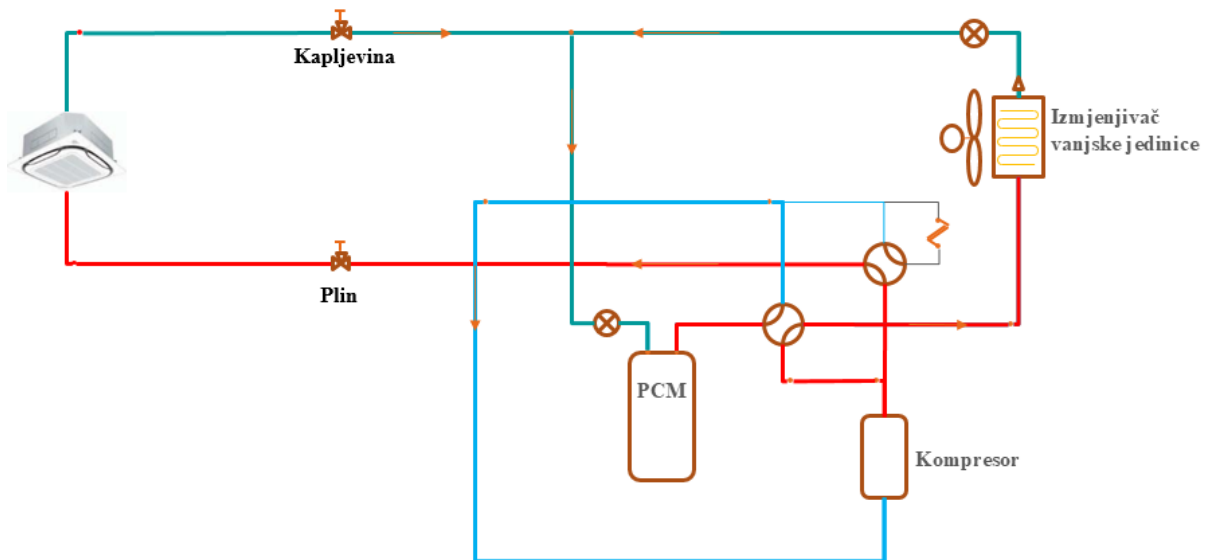 Kapljevina
Izmjenjivač
vanjske jedinice
Plin
PCM
Kompresor